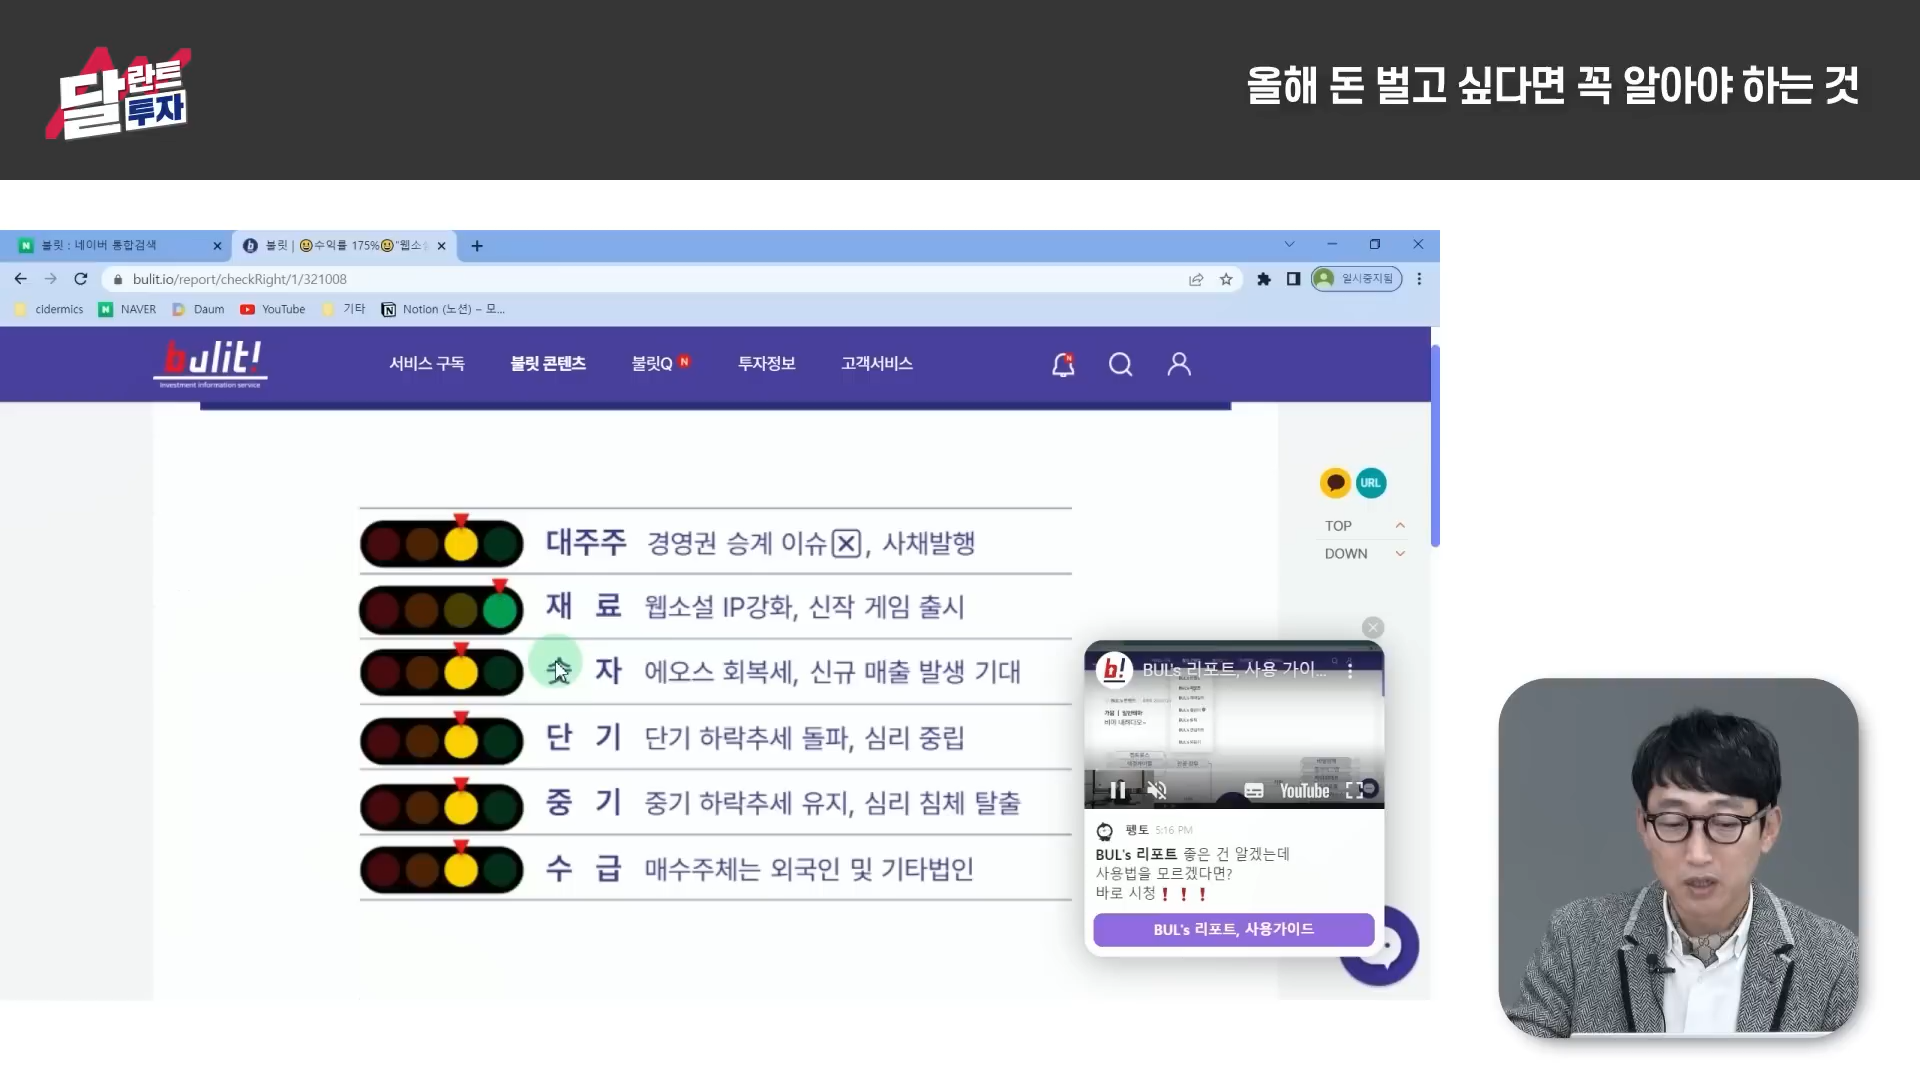 달란트
투자
올해 돈 벌고 싶다면 꼭 알아야 하는 것
불릿 : 네이버 통합검색
불릿 | 😀수익률 175%😀"웹소설
bulit.io/report/checkRight/1/321008
일시중지됨
cidermics
NAVER
Daum
YouTube
기타
Notion (노션) – 모...
bulit!
Investment information service
서비스 구독
불릿 콘텐츠
불릿Q N
투자정보
고객서비스
URL
TOP
DOWN
대주주 경영권 승계 이슈❎, 사채발행
재 료 웹소설 IP강화, 신작 게임 출시
숫 자 에오스 회복세, 신규 매출 발생 기대
단 기 단기 하락추세 돌파, 심리 중립
중 기 중기 하락추세 유지, 심리 침체 탈출
수 급 매수주체는 외국인 및 기타법인
b! BUL's 리포트, 사용 가이...
YouTube
펭토 5:16 PM
BUL's 리포트 좋은 건 알겠는데
사용법을 모르겠다면?
바로 시청❗❗❗
BUL's 리포트, 사용가이드